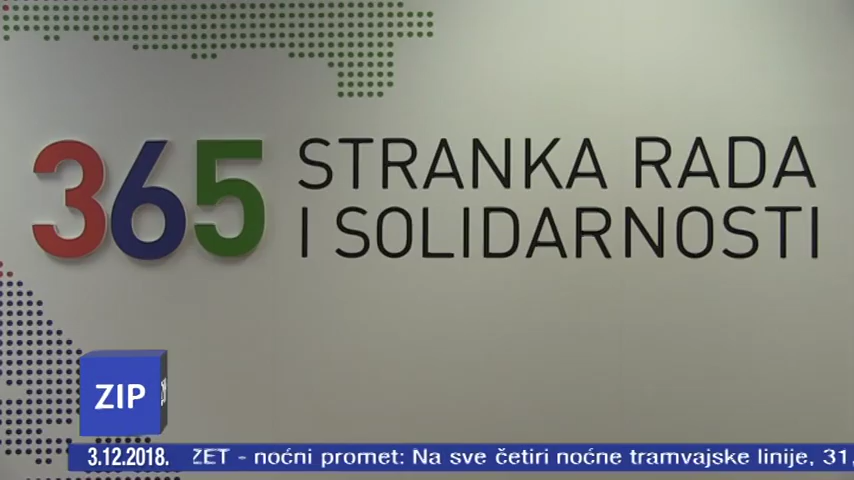 365 STRANKA RADA
I SOLIDARNOSTI
ZIP
3.12.2018. ZET - noćni promet: Na sve četiri noćne tramvajske linije, 31,